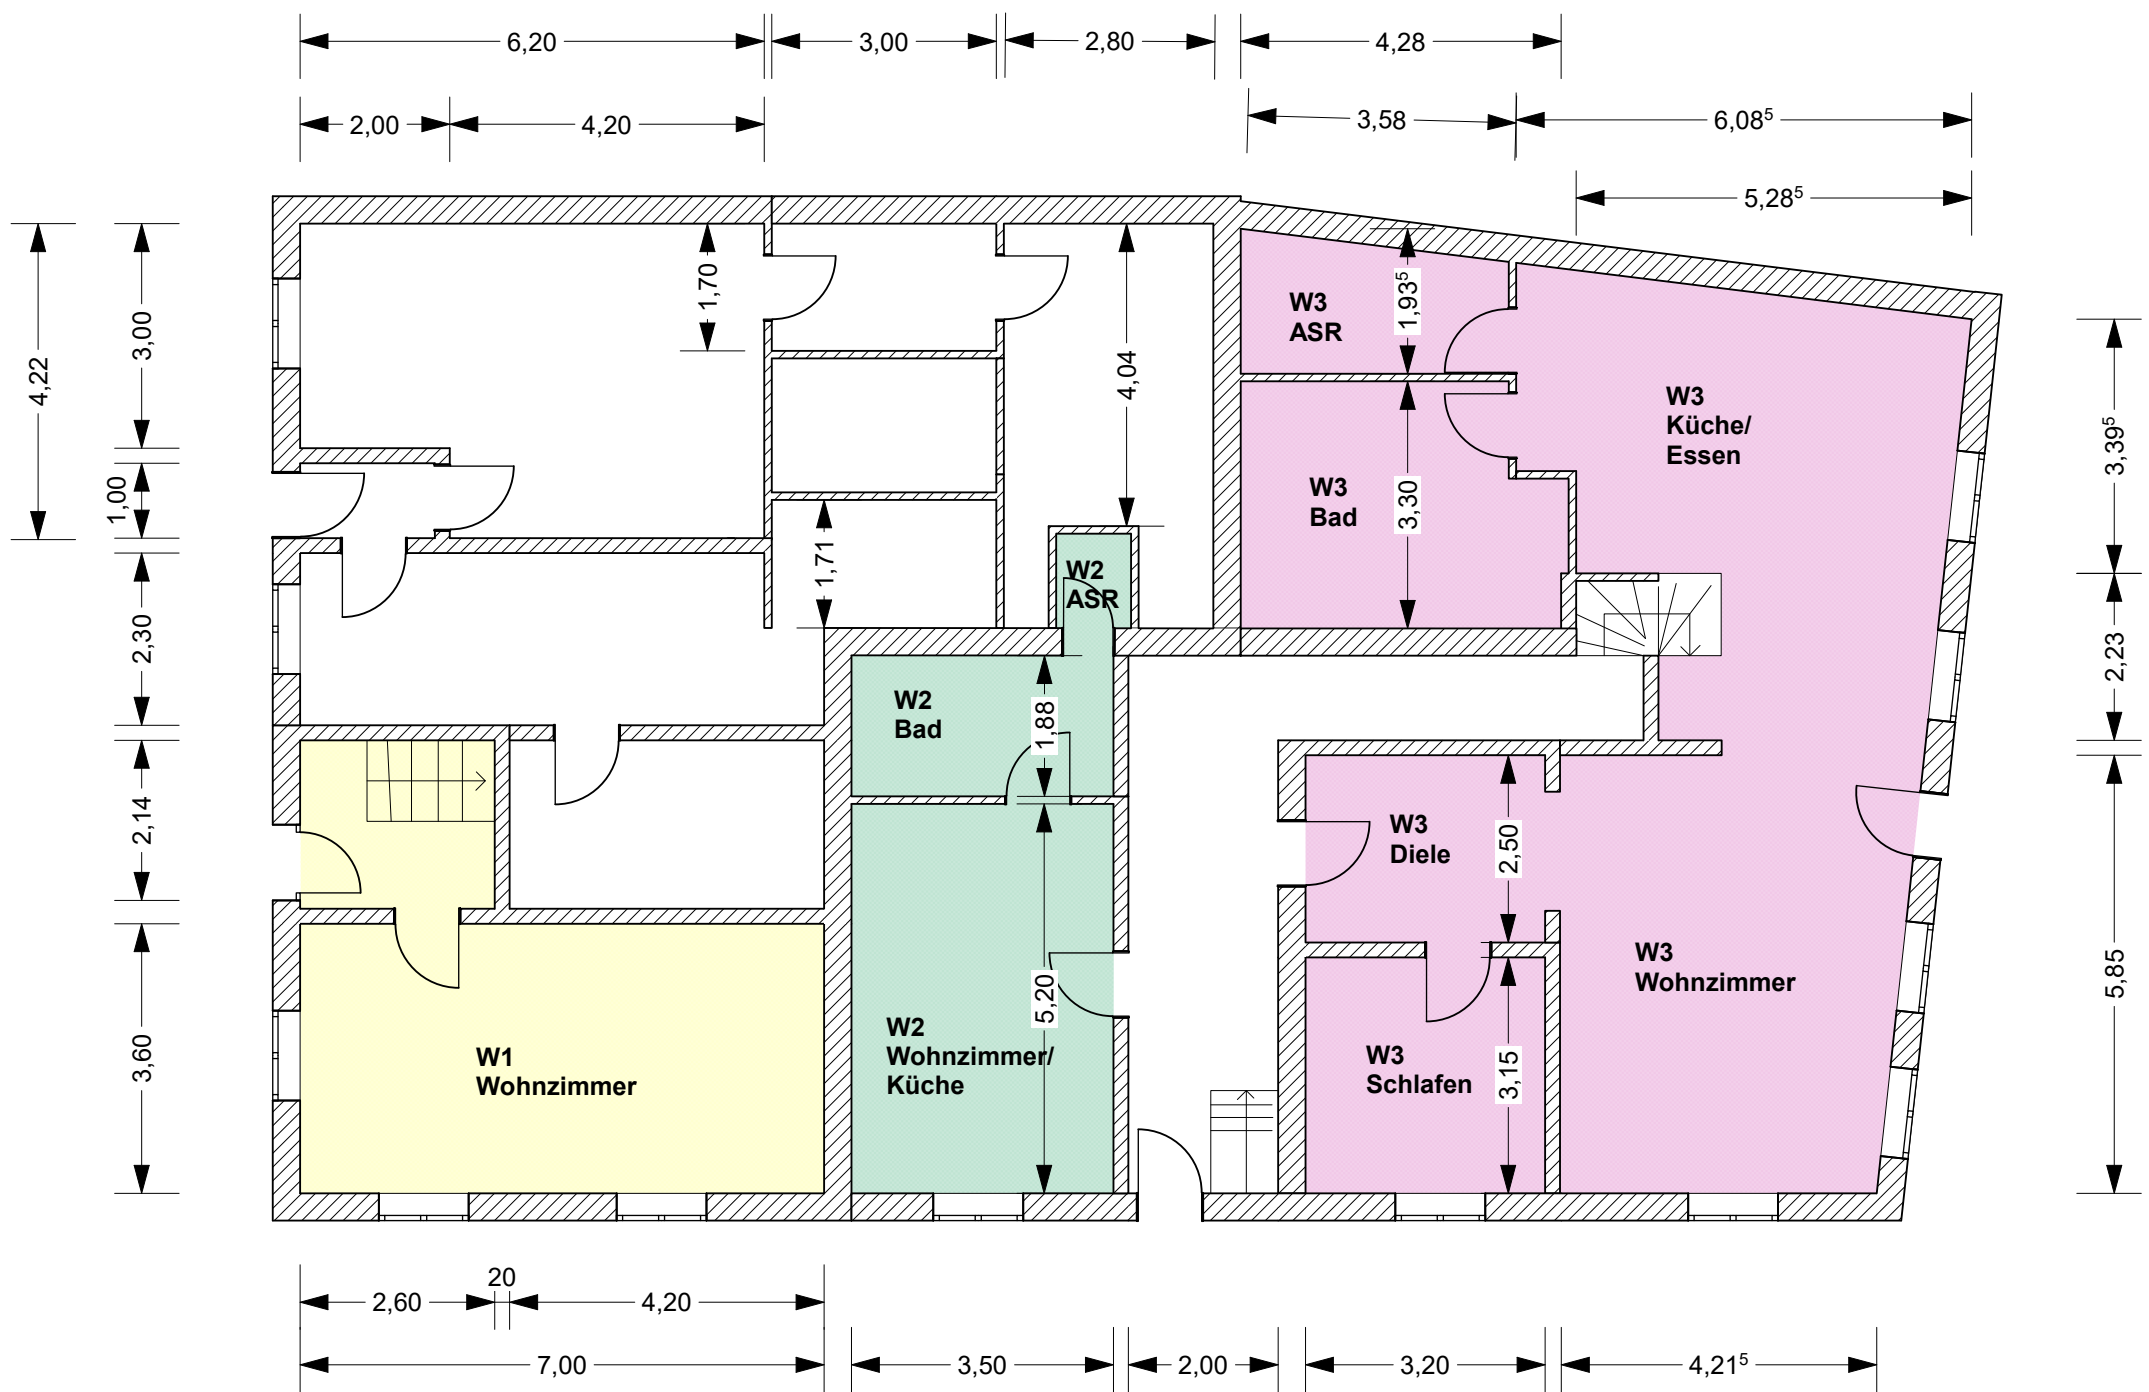 6,20
3,00
2,80
4,28
2,00
4,20
3,58
6,08⁵
5,28⁵
4,22
3,00
1,70
4,04
1,93⁵
W3
ASR
W3
Küche/
Essen
3,39⁵
1,00
1,71
W3
Bad
3,30
W2
ASR
2,30
2,23
W2
Bad
1,88
2,14
W3
Diele
2,50
3,60
W1
Wohnzimmer
W2
Wohnzimmer/
Küche
5,20
W3
Schlafen
3,15
W3
Wohnzimmer
5,85
2,60
20
4,20
7,00
3,50
2,00
3,20
4,21⁵